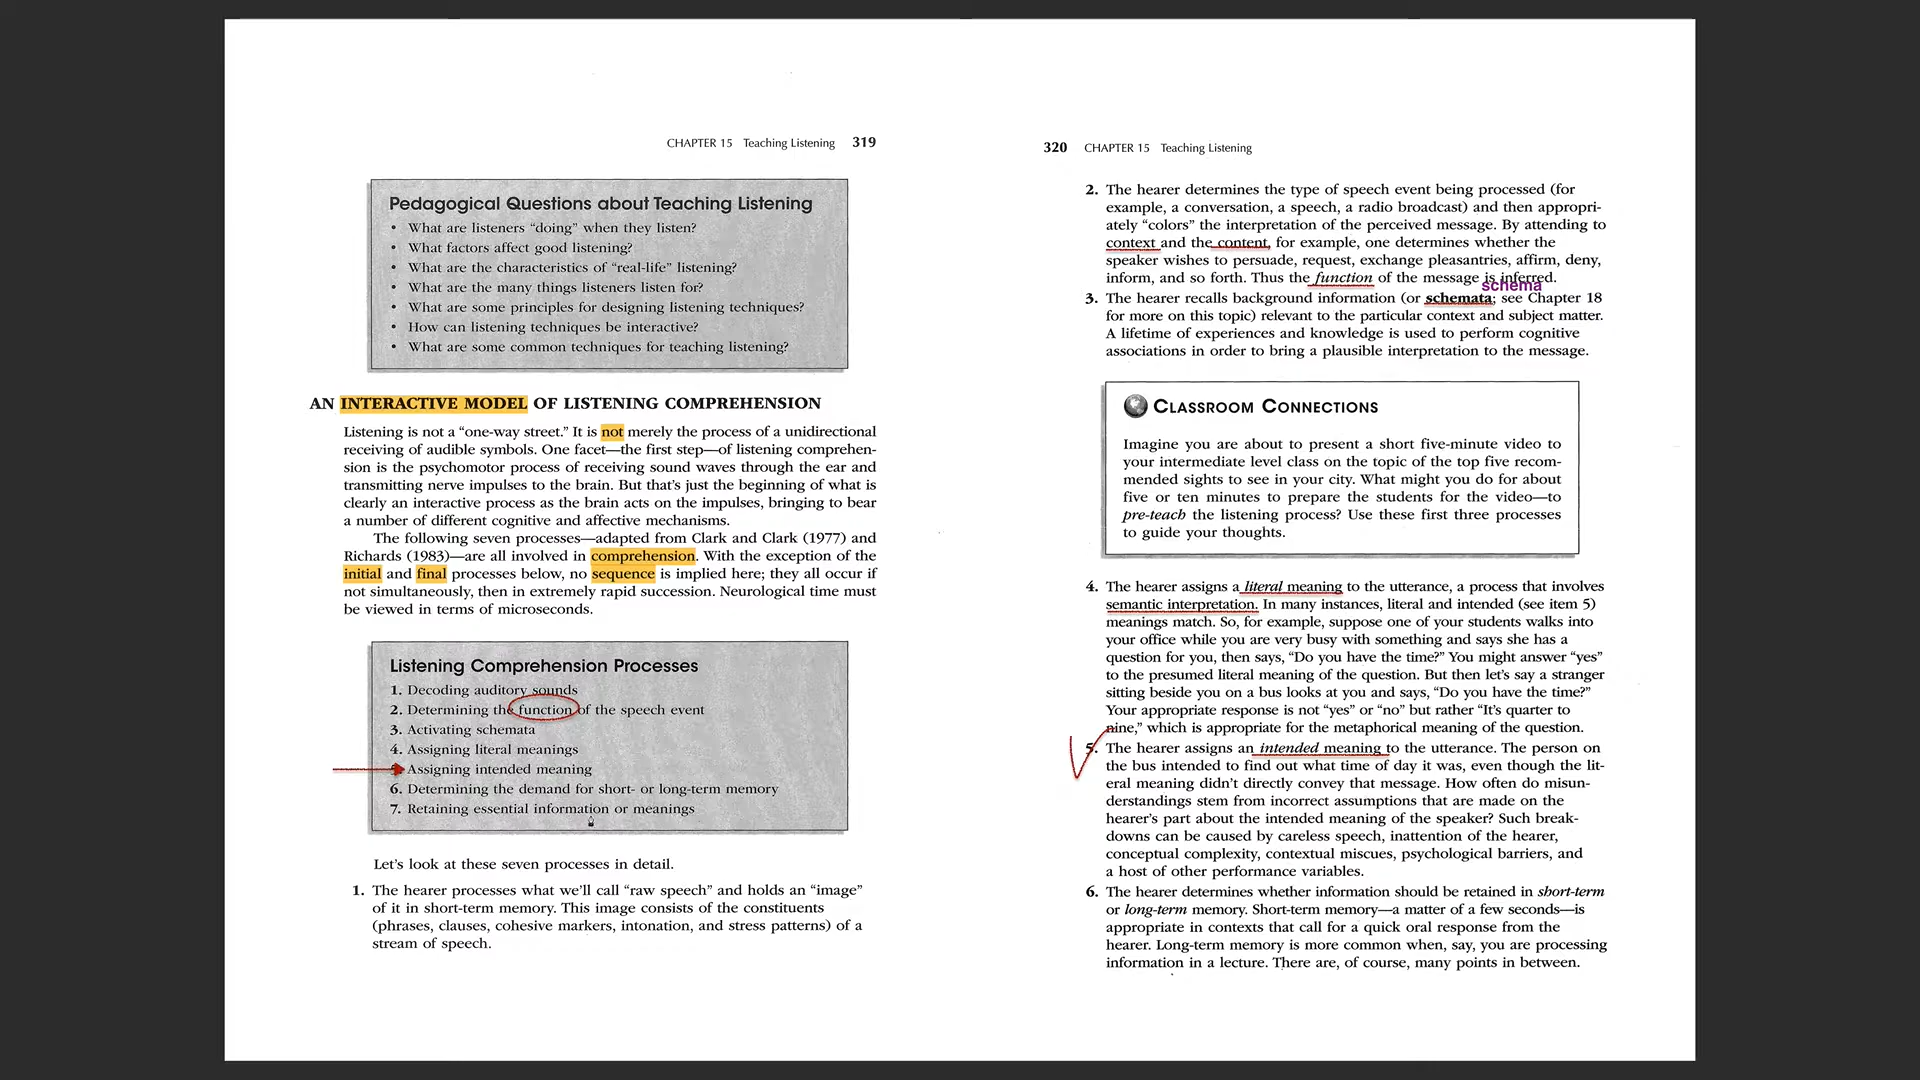 CHAPTER 15 Teaching Listening 319
Pedagogical Questions about Teaching Listening
• What are listeners “doing” when they listen?
• What factors affect good listening?
• What are the characteristics of “real-life” listening?
• What are the many things listeners listen for?
• What are some principles for designing listening techniques?
• How can listening techniques be interactive?
• What are some common techniques for teaching listening?
AN INTERACTIVE MODEL OF LISTENING COMPREHENSION
Listening is not a “one-way street.” It is not merely the process of a unidirectional
receiving of audible symbols. One facet—the first step—of listening comprehen-
sion is the psychomotor process of receiving sound waves through the ear and
transmitting nerve impulses to the brain. But that’s just the beginning of what is
clearly an interactive process as the brain acts on the impulses, bringing to bear
a number of different cognitive and affective mechanisms.
The following seven processes—adapted from Clark and Clark (1977) and
Richards (1983)—are all involved in comprehension. With the exception of the
initial and final processes below, no sequence is implied here; they all occur if
not simultaneously, then in extremely rapid succession. Neurological time must
be viewed in terms of microseconds.
Listening Comprehension Processes
1. Decoding auditory sounds
2. Determining the function of the speech event
3. Activating schemata
4. Assigning literal meanings
5. Assigning intended meaning
6. Determining the demand for short- or long-term memory
7. Retaining essential information or meanings
Let’s look at these seven processes in detail.
1. The hearer processes what we’ll call “raw speech” and holds an “image”
of it in short-term memory. This image consists of the constituents
(phrases, clauses, cohesive markers, intonation, and stress patterns) of a
stream of speech.
320 CHAPTER 15 Teaching Listening
2. The hearer determines the type of speech event being processed (for
example, a conversation, a speech, a radio broadcast) and then appropri-
ately “colors” the interpretation of the perceived message. By attending to
context and the content, for example, one determines whether the
speaker wishes to persuade, request, exchange pleasantries, affirm, deny,
inform, and so forth. Thus the function of the message is inferred.
schema
3. The hearer recalls background information (or schemata; see Chapter 18
for more on this topic) relevant to the particular context and subject matter.
A lifetime of experiences and knowledge is used to perform cognitive
associations in order to bring a plausible interpretation to the message.
CLASSROOM CONNECTIONS
Imagine you are about to present a short five-minute video to
your intermediate level class on the topic of the top five recom-
mended sights to see in your city. What might you do for about
five or ten minutes to prepare the students for the video—to
pre-teach the listening process? Use these first three processes
to guide your thoughts.
4. The hearer assigns a literal meaning to the utterance, a process that involves
semantic interpretation. In many instances, literal and intended (see item 5)
meanings match. So, for example, suppose one of your students walks into
your office while you are very busy with something and says she has a
question for you, then says, “Do you have the time?” You might answer “yes”
to the presumed literal meaning of the question. But then let’s say a stranger
sitting beside you on a bus looks at you and says, “Do you have the time?”
Your appropriate response is not “yes” or “no” but rather “It’s quarter to
nine,” which is appropriate for the metaphorical meaning of the question.
5. The hearer assigns an intended meaning to the utterance. The person on
the bus intended to find out what time of day it was, even though the lit-
eral meaning didn’t directly convey that message. How often do misun-
derstandings stem from incorrect assumptions that are made on the
hearer’s part about the intended meaning of the speaker? Such break-
downs can be caused by careless speech, inattention of the hearer,
conceptual complexity, contextual miscues, psychological barriers, and
a host of other performance variables.
6. The hearer determines whether information should be retained in short-term
or long-term memory. Short-term memory—a matter of a few seconds—is
appropriate in contexts that call for a quick oral response from the
hearer. Long-term memory is more common when, say, you are processing
information in a lecture. There are, of course, many points in between.